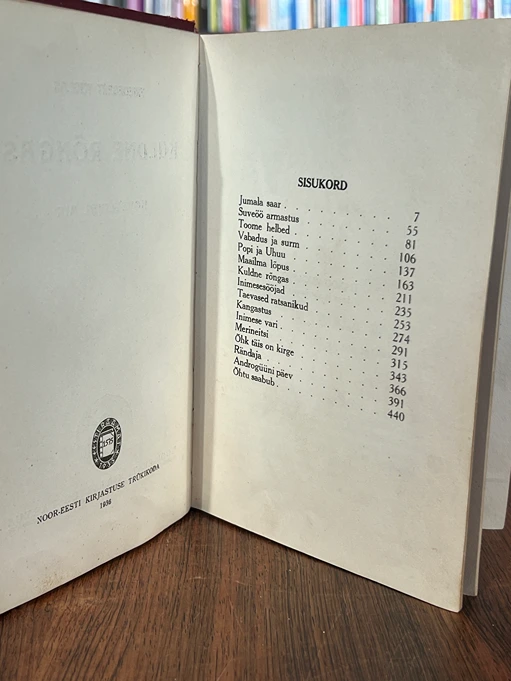 NOOR-EESTI KIRJASTUSE TRÜKIKODA
1936
SISUKORD
Jumala saar . . . . . . . . . 7
Suveöö armastus . . . . . . . . 55
Toome helbed . . . . . . . . . 81
Vabadus ja surm . . . . . . . . 106
Popi ja Uhuu . . . . . . . . . 137
Maailma lõpus . . . . . . . . 163
Kuldne rõngas . . . . . . . . 211
Inimesesööjad . . . . . . . . 235
Taevased ratsanikud . . . . . . . 253
Kangastus . . . . . . . . . 274
Inimese vari . . . . . . . . 291
Merineitsi . . . . . . . . . 315
Õhk täis on kirge . . . . . . . 343
Rändaja . . . . . . . . . 366
Androgüüni päev . . . . . . . 391
Õhtu saabub . . . . . . . . 440